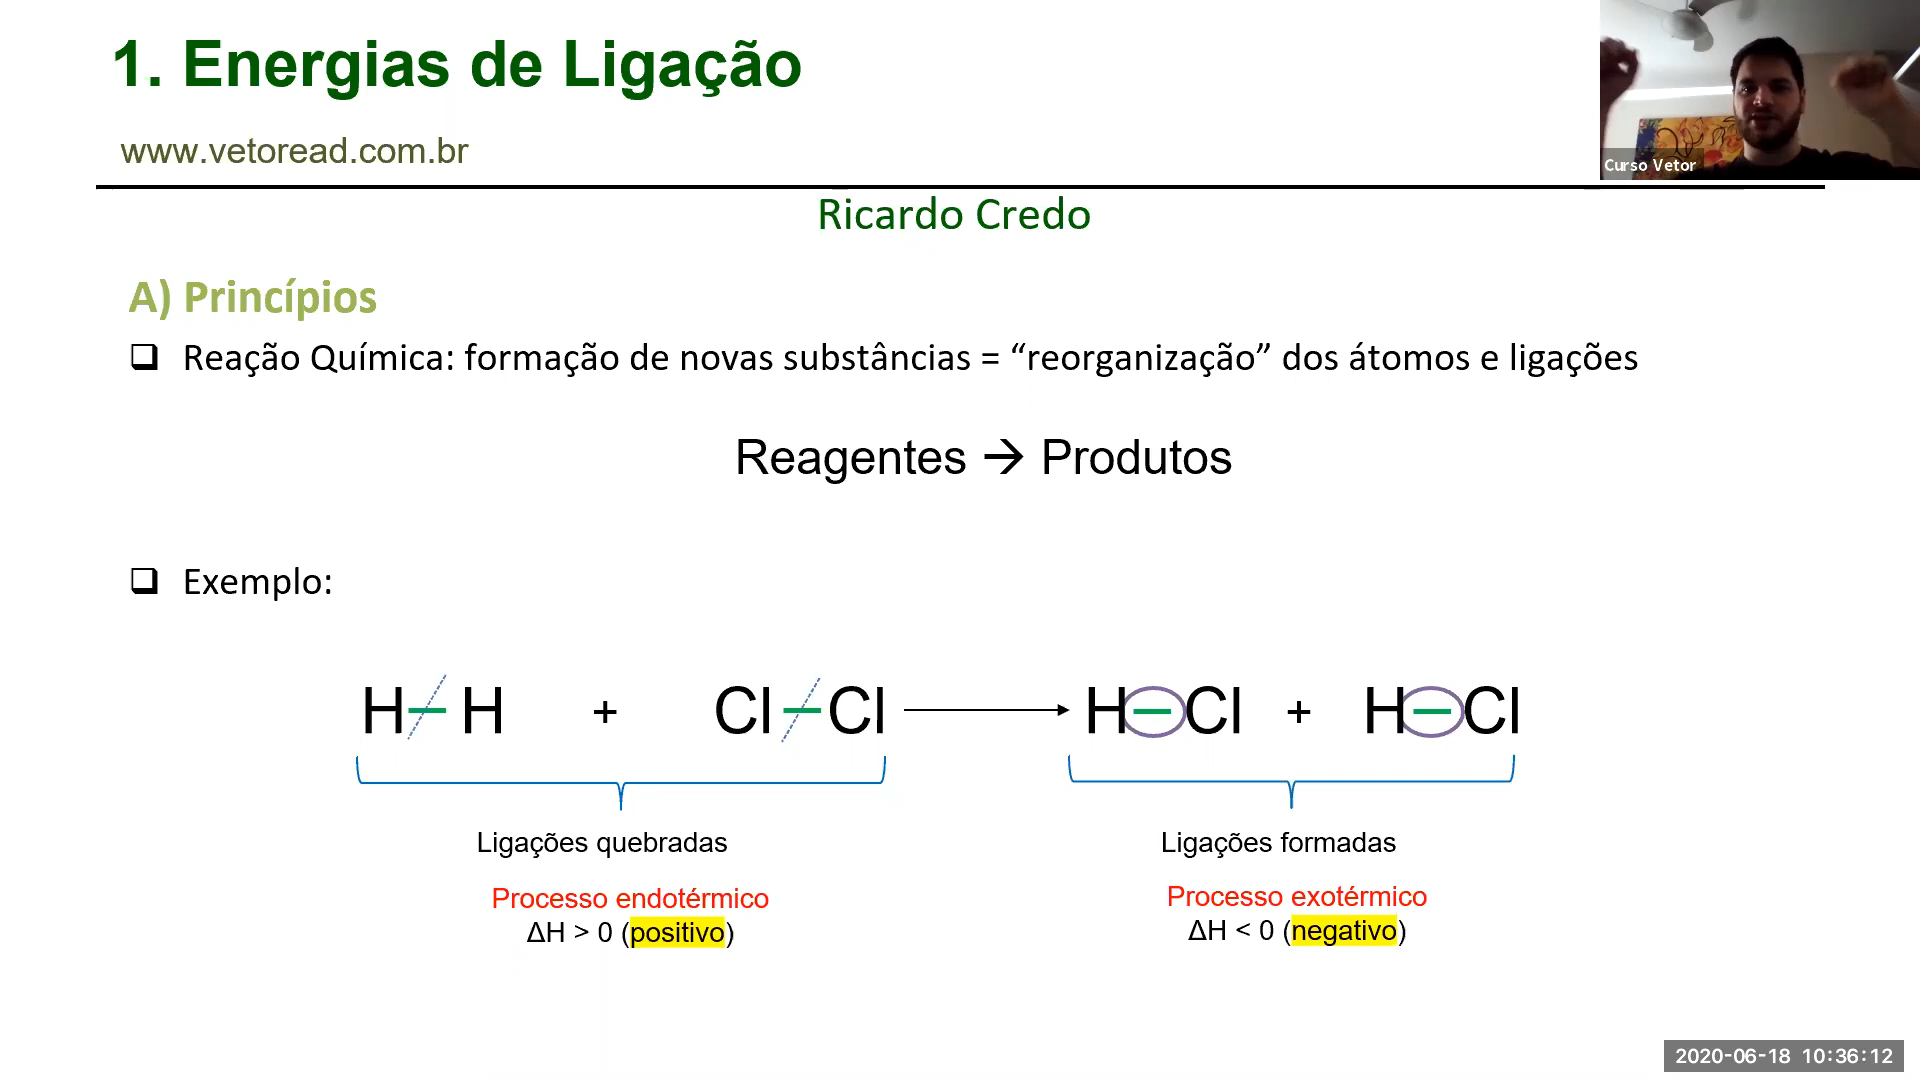 1. Energias de Ligação
www.vetoread.com.br
Curso Vetor
Ricardo Credo
A) Princípios
❑ Reação Química: formação de novas substâncias = “reorganização” dos átomos e ligações
Reagentes → Produtos
❑ Exemplo:
H–H + Cl–Cl → H–Cl + H–Cl
Ligações quebradas
Processo endotérmico
ΔH > 0 (positivo)
Ligações formadas
Processo exotérmico
ΔH < 0 (negativo)
2020-06-18 10:36:12